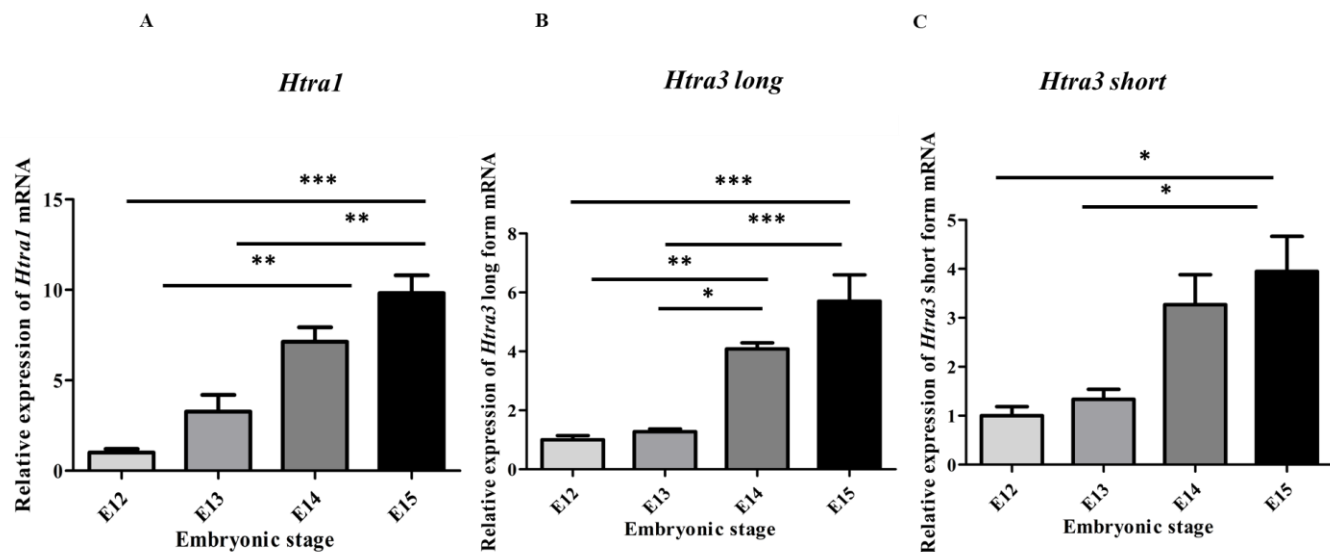 A
Htra1
Relative expression of Htra1 mRNA
***
**
**
15
10
5
0
E12
E13
E14
E15
Embryonic stage
B
Htra3 long
Relative expression of Htra3 long form mRNA
***
***
**
*
8
6
4
2
0
E12
E13
E14
E15
Embryonic stage
C
Htra3 short
Relative expression of Htra3 short form mRNA
*
*
5
4
3
2
1
0
E12
E13
E14
E15
Embryonic stage